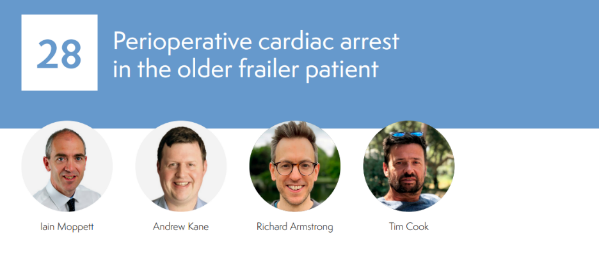 28
Perioperative cardiac arrest
in the older frailer patient
Iain Moppett
Andrew Kane
Richard Armstrong
Tim Cook